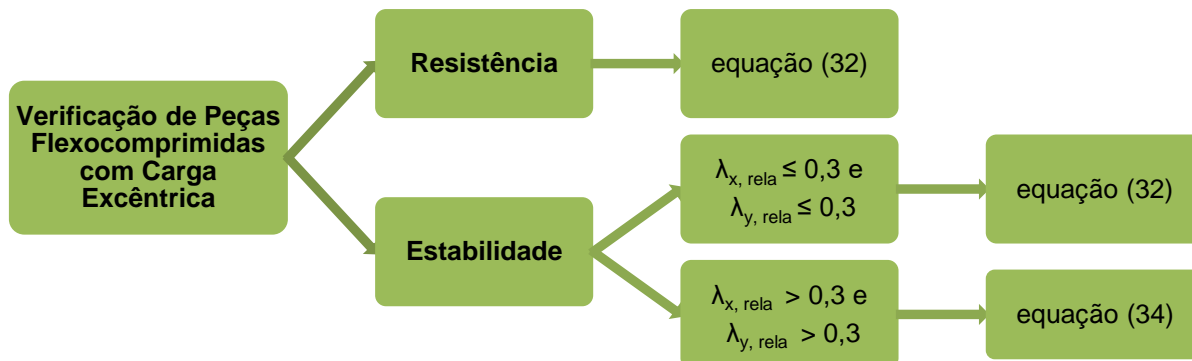 Verificação de Peças
Flexocomprimidas
com Carga
Excêntrica
Resistência
equação (32)
Estabilidade
λx, rela ≤ 0,3 e
λy, rela ≤ 0,3
equação (32)
λx, rela > 0,3 e
λy, rela > 0,3
equação (34)